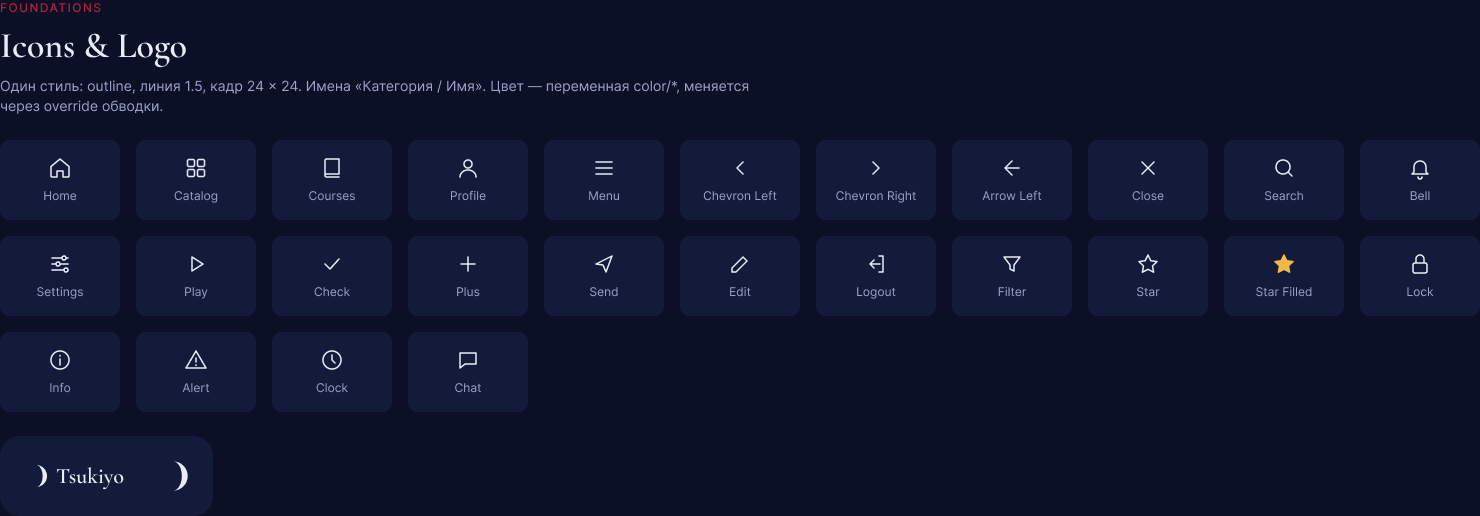 FOUNDATIONS
Icons & Logo
Один стиль: outline, линия 1.5, кадр 24 × 24. Имена «Категория / Имя». Цвет — переменная color/*, меняется
через override обводки.
Home
Catalog
Courses
Profile
Menu
Chevron Left
Chevron Right
Arrow Left
Close
Search
Bell
Settings
Play
Check
Plus
Send
Edit
Logout
Filter
Star
Star Filled
Lock
Info
Alert
Clock
Chat
Tsukiyo